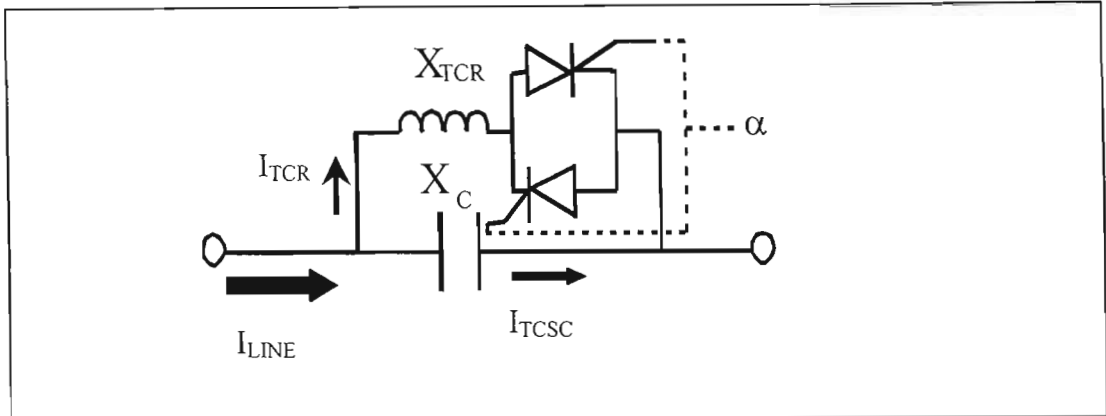 X_TCR
α
I_TCR
X_C
I_TCSC
I_LINE